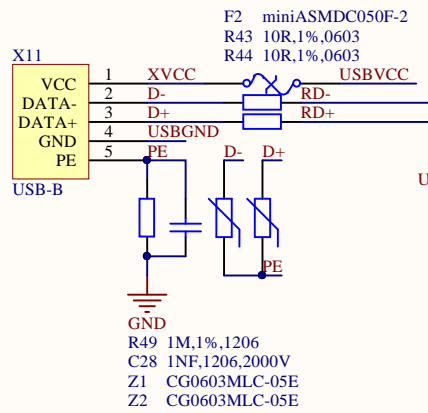 F2 miniASMDC050F-2
R43 10R,1%,0603
R44 10R,1%,0603
X11
VCC 1 XVCC USBVCC
DATA- 2 D- RD-
DATA+ 3 D+ RD+
GND 4 USBGND
PE 5 PE
USB-B
D- D+
U
PE
GND
R49 1M,1%,1206
C28 1NF,1206,2000V
Z1 CG0603MLC-05E
Z2 CG0603MLC-05E